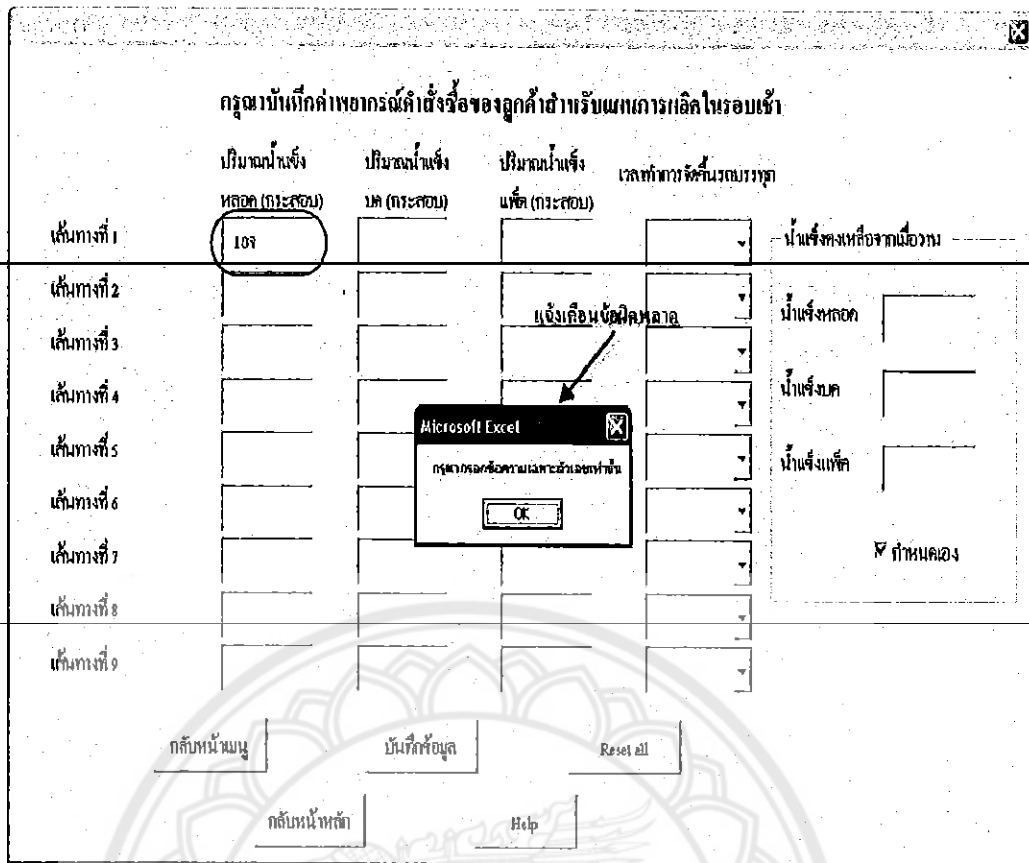 กรุณาบันทึกค่าพยากรณ์คำสั่งซื้อของลูกค้าสำหรับแผนการผลิตในรอบเช้า
ปริมาณน้ำแข็ง ปริมาณน้ำแข็ง ปริมาณน้ำแข็ง เวลาทำการจัดขึ้นรถบรรทุก
หลอด (กระสอบ) บด (กระสอบ) แพ็ค (กระสอบ)
เส้นทางที่ 1 10จ น้ำแข็งคงเหลือจากเมื่อวาน
เส้นทางที่ 2 แจ้งเตือนข้อผิดพลาด น้ำแข็งหลอด
เส้นทางที่ 3
เส้นทางที่ 4 น้ำแข็งบด
Microsoft Excel
เส้นทางที่ 5 กรุณากรอกข้อความเฉพาะตัวเลขเท่านั้น น้ำแข็งแพ็ค
เส้นทางที่ 6 OK
เส้นทางที่ 7 กำหนดเอง
เส้นทางที่ 8
เส้นทางที่ 9
กลับหน้าเมนู บันทึกข้อมูล Reset all
กลับหน้าหลัก Help